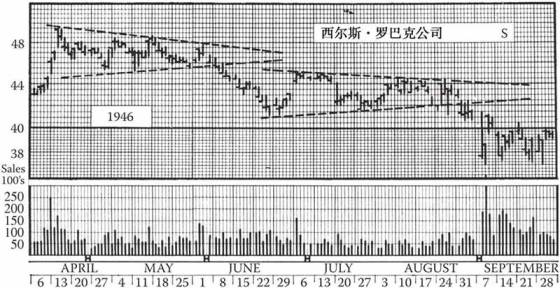 西尔斯·罗巴克公司 S
48
44
1946
40
38
Sales
100's
250
200
150
100
50
APRIL MAY JUNE JULY AUGUST SEPTEMBER
6 13 20 27 4 11 18 25 1 8 15 22 29 6 13 20 27 3 10 17 24 31 7 14 21 28